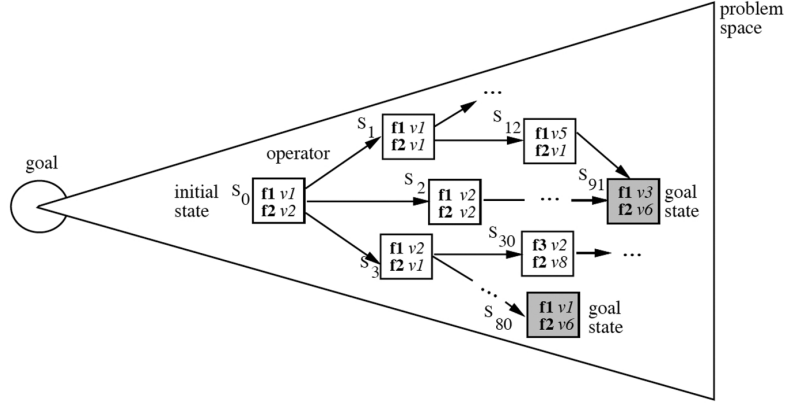 problem
space
goal
operator
initial
state
S0
f1 v1
f2 v2
S1
f1 v1
f2 v1
...
S12
f1 v5
f2 v1
S2
f1 v2
f2 v2
...
S91
f1 v3
f2 v6
goal
state
S3
f1 v2
f2 v1
S30
f3 v2
f2 v8
...
...
S80
f1 v1
f2 v6
goal
state